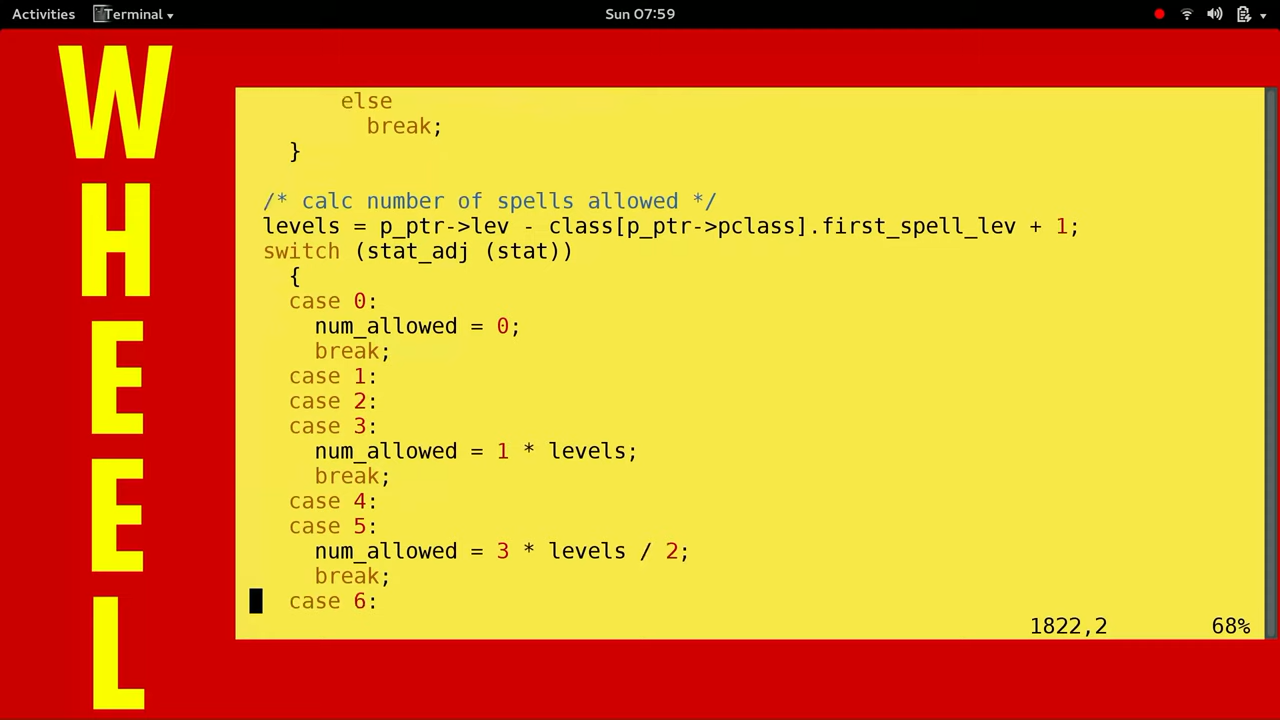 Activities Terminal Sun 07:59
WHEEL
else
break;
}
/* calc number of spells allowed */
levels = p_ptr->lev - class[p_ptr->pclass].first_spell_lev + 1;
switch (stat_adj (stat))
{
case 0:
num_allowed = 0;
break;
case 1:
case 2:
case 3:
num_allowed = 1 * levels;
break;
case 4:
case 5:
num_allowed = 3 * levels / 2;
break;
case 6:
1822,2 68%